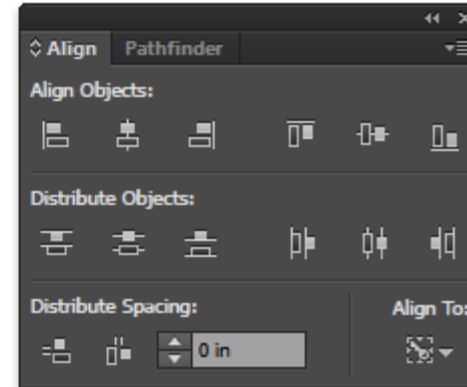 Align Pathfinder
Align Objects:
Distribute Objects:
Distribute Spacing: Align To:
0 in